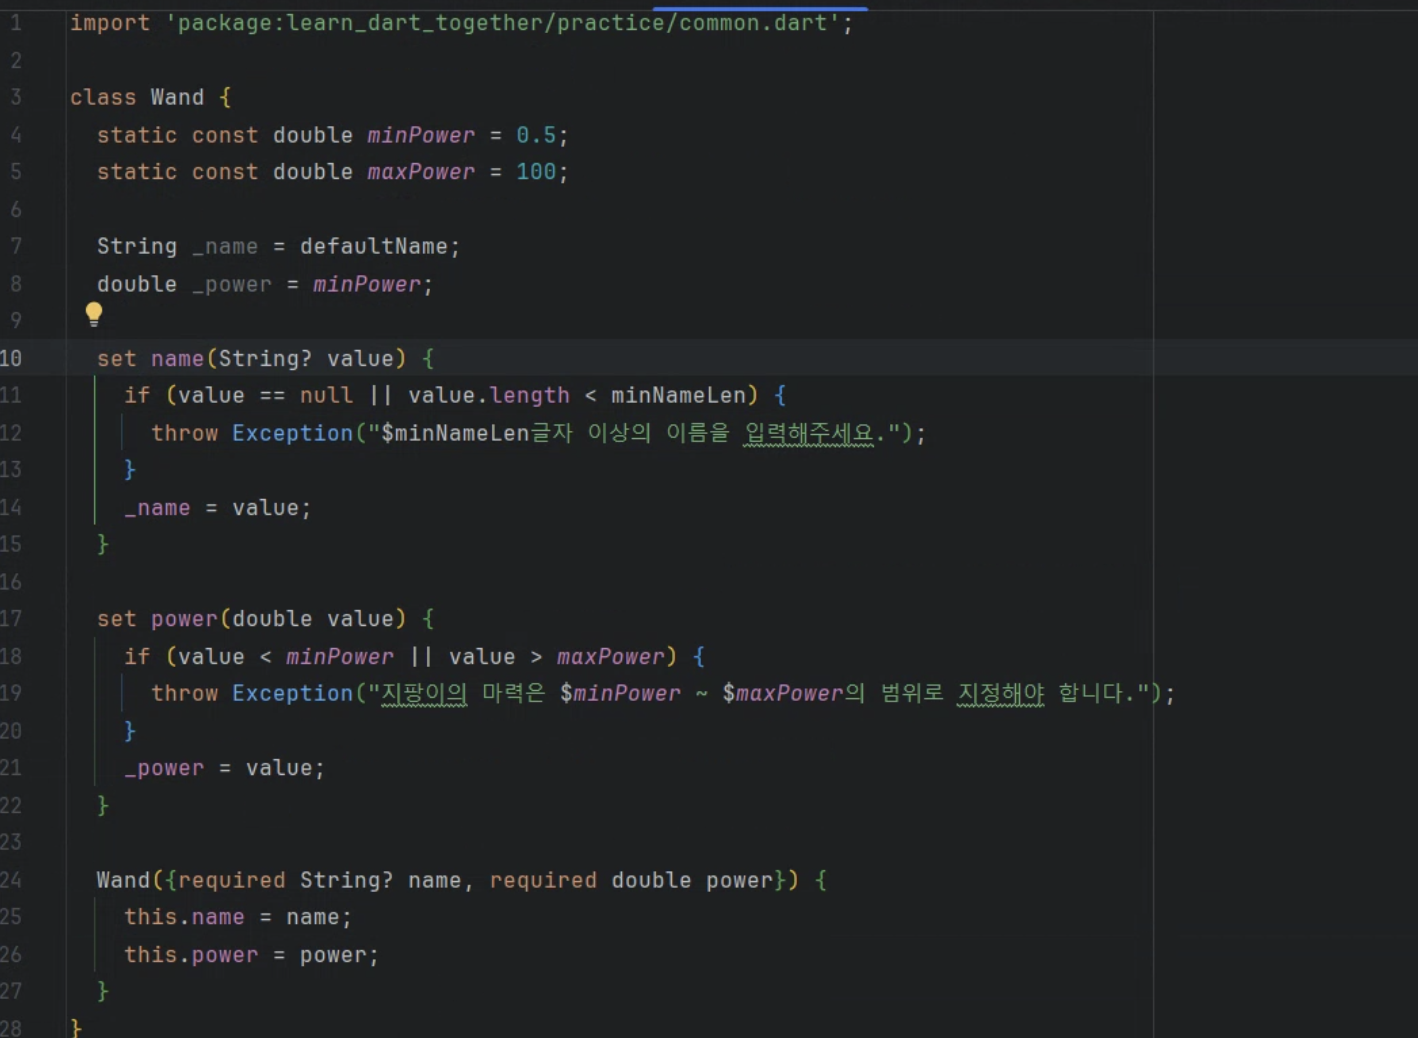 1 import 'package:learn_dart_together/practice/common.dart';
2
3 class Wand {
4 static const double minPower = 0.5;
5 static const double maxPower = 100;
6
7 String _name = defaultName;
8 double _power = minPower;
9
10 set name(String? value) {
11 if (value == null || value.length < minNameLen) {
12 throw Exception("$minNameLen글자 이상의 이름을 입력해주세요.");
13 }
14 _name = value;
15 }
16
17 set power(double value) {
18 if (value < minPower || value > maxPower) {
19 throw Exception("지팡이의 마력은 $minPower ~ $maxPower의 범위로 지정해야 합니다.");
20 }
21 _power = value;
22 }
23
24 Wand({required String? name, required double power}) {
25 this.name = name;
26 this.power = power;
27 }
28 }